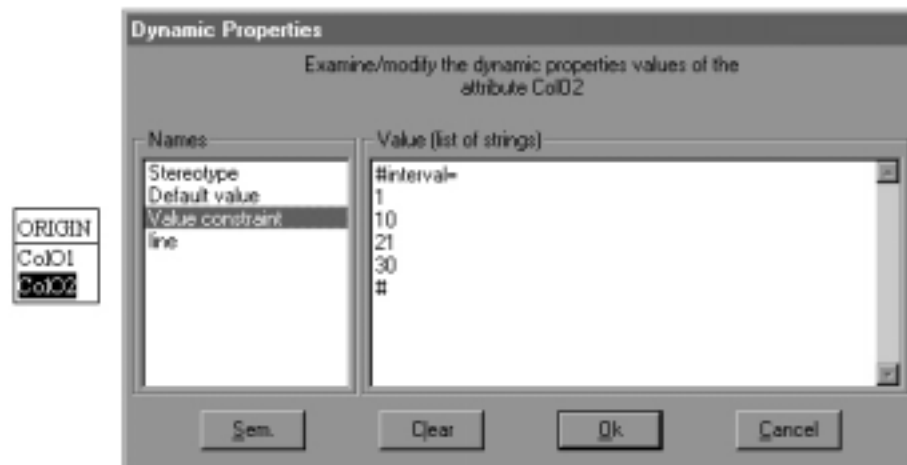 Dynamic Properties
Examine/modify the dynamic properties values of the
attribute ColO2
Names
Stereotype
Default value
Value constraint
line
Value (list of strings)
#interval=
1
10
21
30
#
ORIGIN
ColO1
ColO2
Sem.
Clear
Ok
Cancel